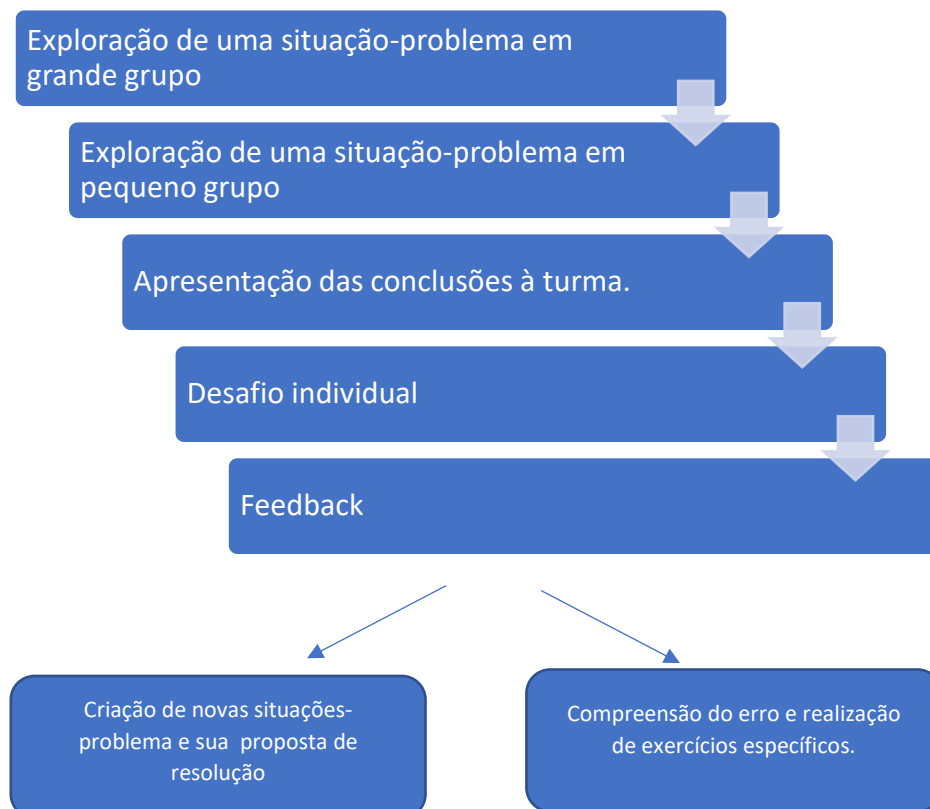 Exploração de uma situação-problema em
grande grupo
Exploração de uma situação-problema em
pequeno grupo
Apresentação das conclusões à turma.
Desafio individual
Feedback
Criação de novas situações-
problema e sua  proposta de
resolução
Compreensão do erro e realização
de exercícios específicos.